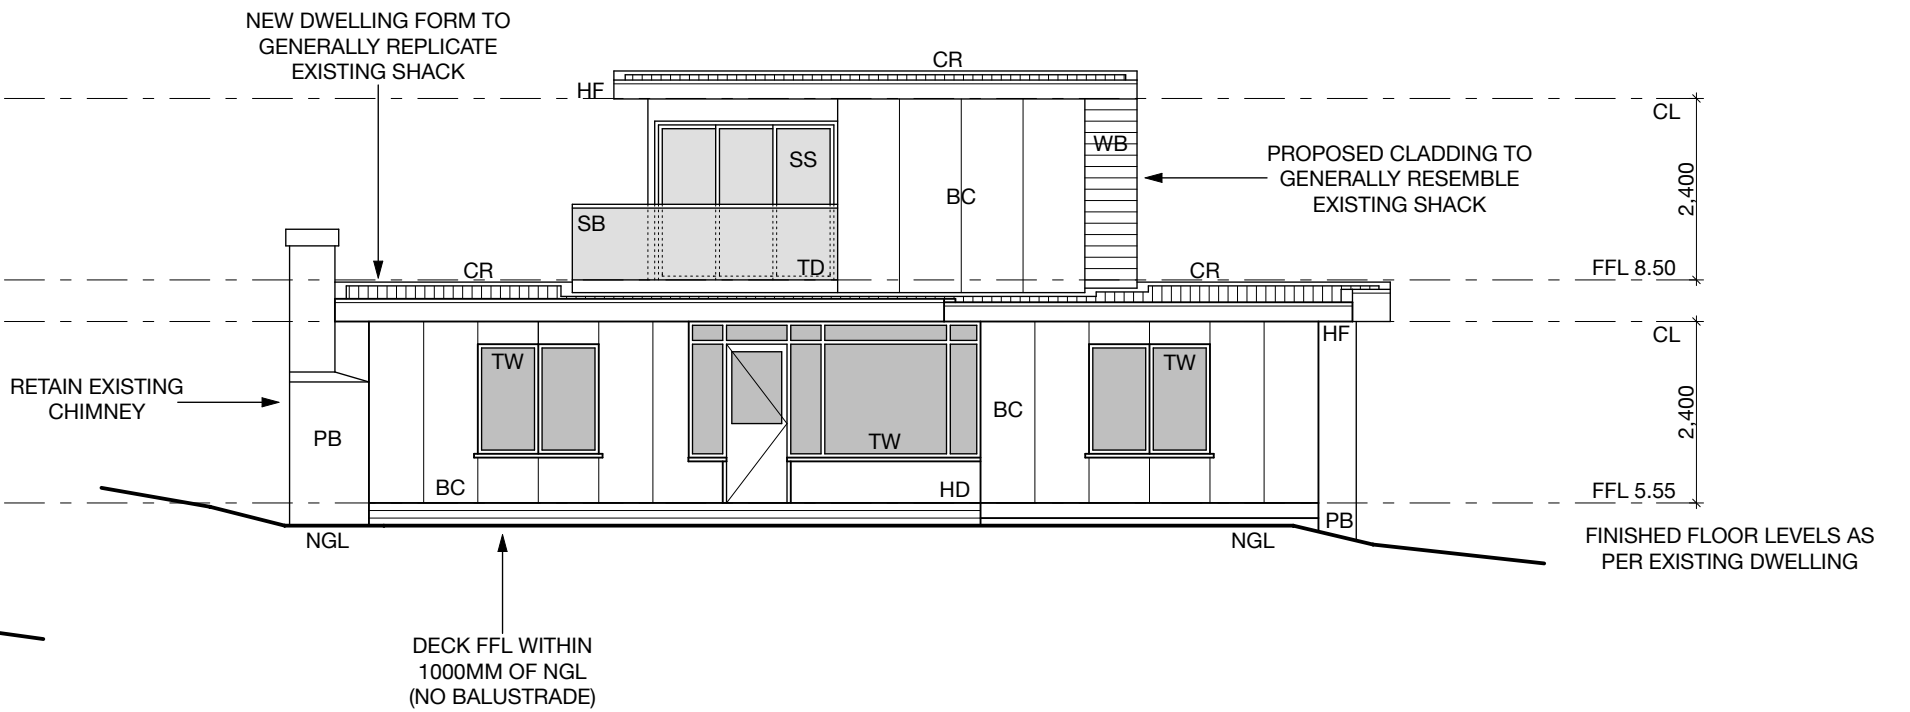 NEW DWELLING FORM TO
GENERALLY REPLICATE
EXISTING SHACK
CR
HF
CL
WB
SS
PROPOSED CLADDING TO
GENERALLY RESEMBLE
EXISTING SHACK
2,400
BC
SB
TD
FFL 8.50
CR
CR
HF
CL
TW
TW
RETAIN EXISTING
CHIMNEY
PB
BC
TW
2,400
BC
HD
FFL 5.55
PB
NGL
NGL
FINISHED FLOOR LEVELS AS
PER EXISTING DWELLING
DECK FFL WITHIN
1000MM OF NGL
(NO BALUSTRADE)